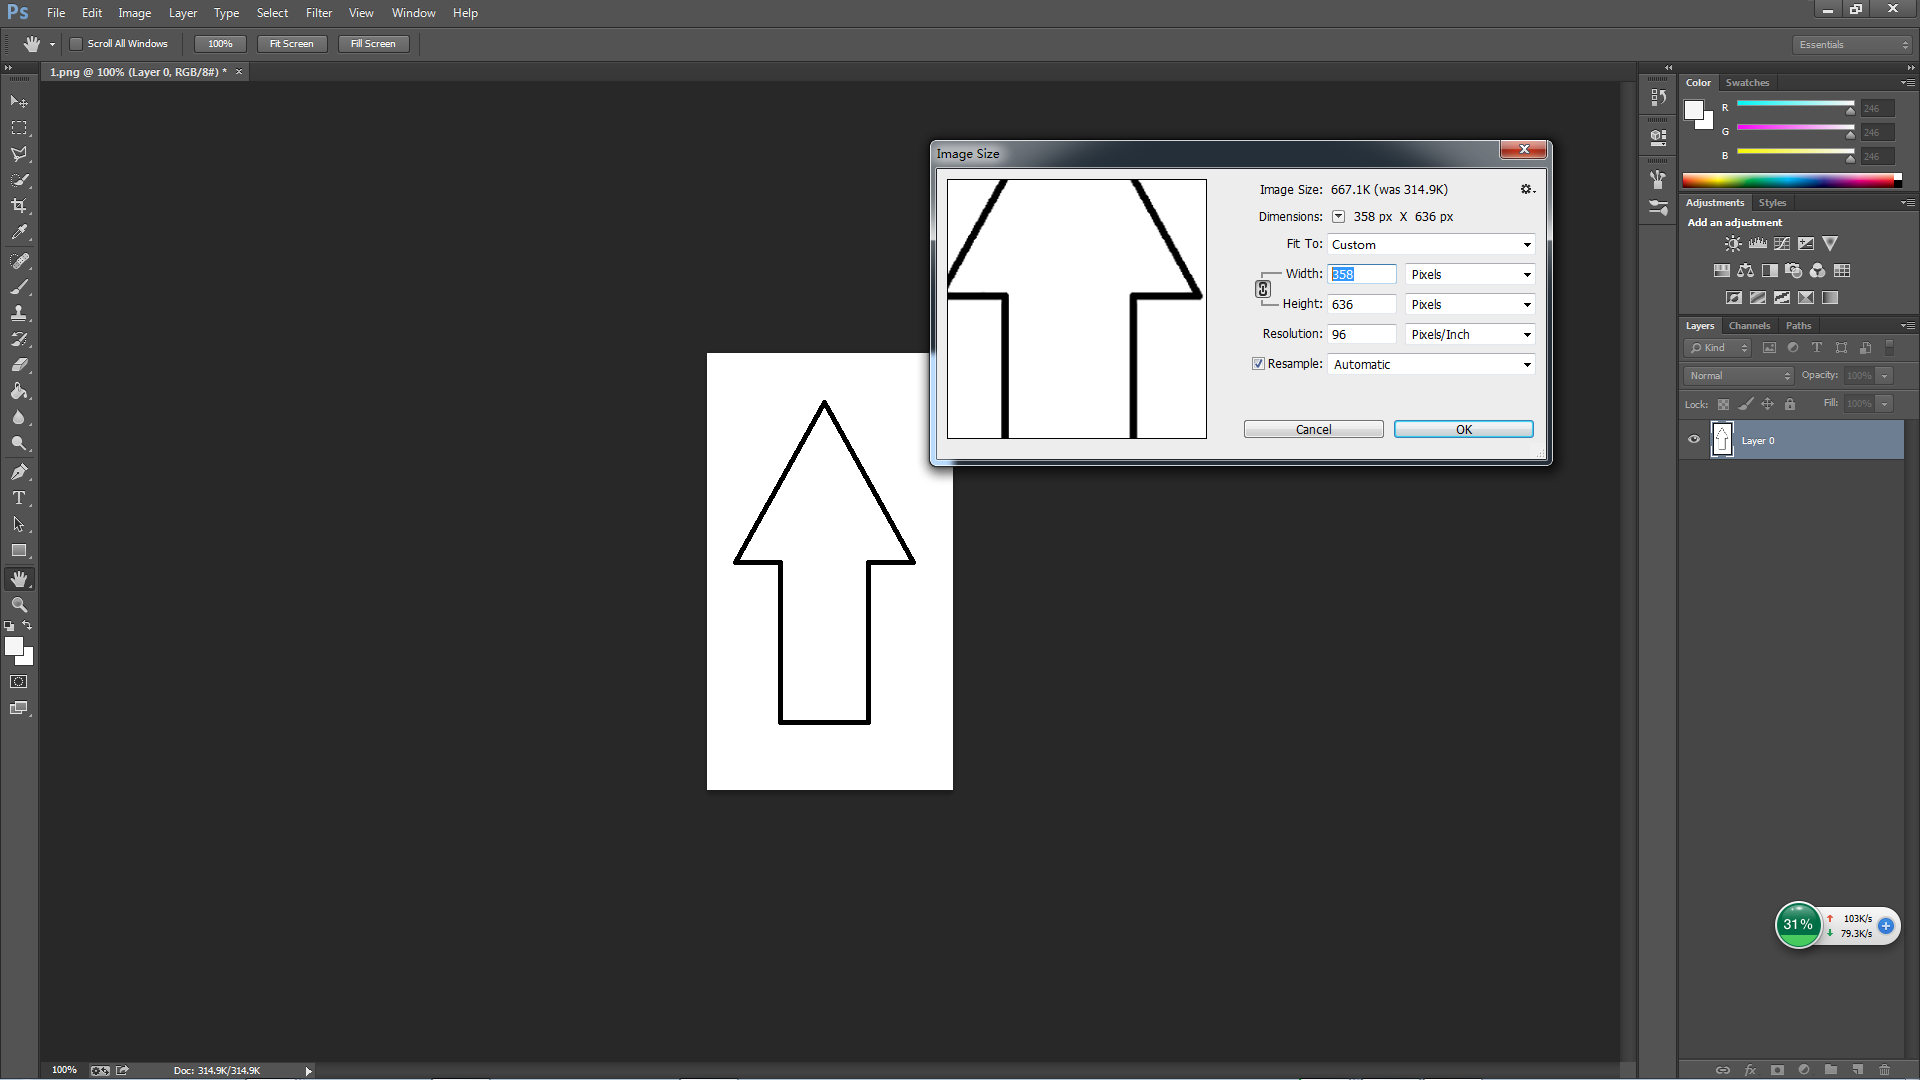 Ps File Edit Image Layer Type Select Filter View Window Help
Scroll All Windows 100% Fit Screen Fill Screen Essentials
1.png @ 100% (Layer 0, RGB/8#) * ×
Color Swatches
R 246
G 246
B 246
Image Size
Image Size: 667.1K (was 314.9K)
Dimensions: 358 px X 636 px
Fit To: Custom
Width: 358 Pixels
Height: 636 Pixels
Resolution: 96 Pixels/Inch
Resample: Automatic
Cancel OK
Adjustments Styles
Add an adjustment
Layers Channels Paths
Kind
Normal Opacity: 100%
Lock: Fill: 100%
Layer 0
T
31% 103K/s
79.3K/s
100% Doc: 314.9K/314.9K
fx